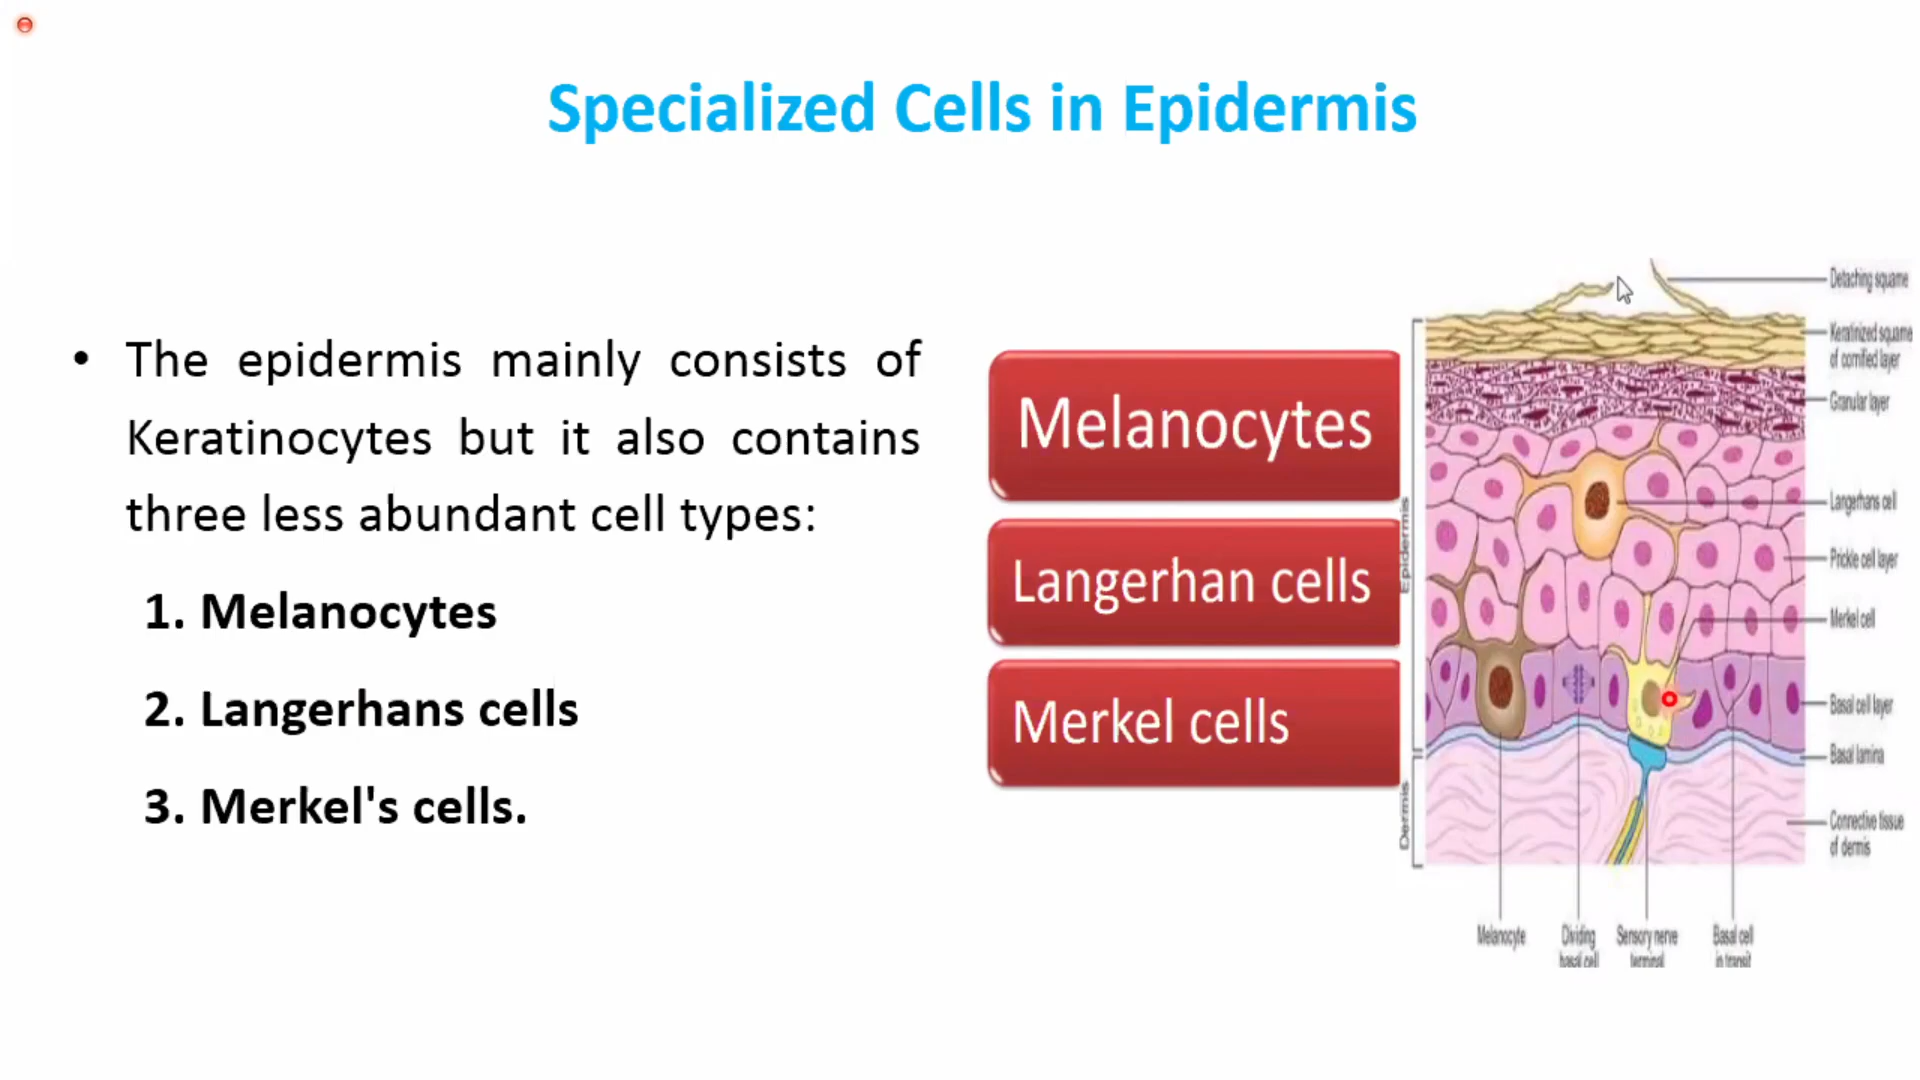 Specialized Cells in Epidermis
• The epidermis mainly consists of
Keratinocytes but it also contains
three less abundant cell types:
1. Melanocytes
2. Langerhans cells
3. Merkel's cells.
Melanocytes
Langerhan cells
Merkel cells
Epidermis
Dermis
Detaching squame
Keratinized squame
of cornified layer
Granular layer
Langerhans cell
Prickle cell layer
Merkel cell
Basal cell layer
Basal lamina
Connective tissue
of dermis
Melanocyte
Dividing
basal cell
Sensory nerve
terminal
Basal cell
in transit